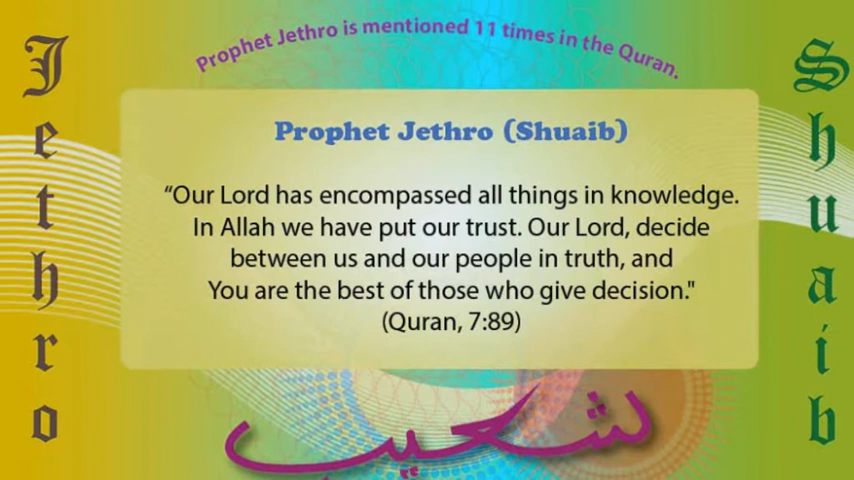 Prophet Jethro is mentioned 11 times in the Quran.
Jethro
Shuaib
Prophet Jethro (Shuaib)
“Our Lord has encompassed all things in knowledge.
In Allah we have put our trust. Our Lord, decide
between us and our people in truth, and
You are the best of those who give decision."
(Quran, 7:89)
شعيب